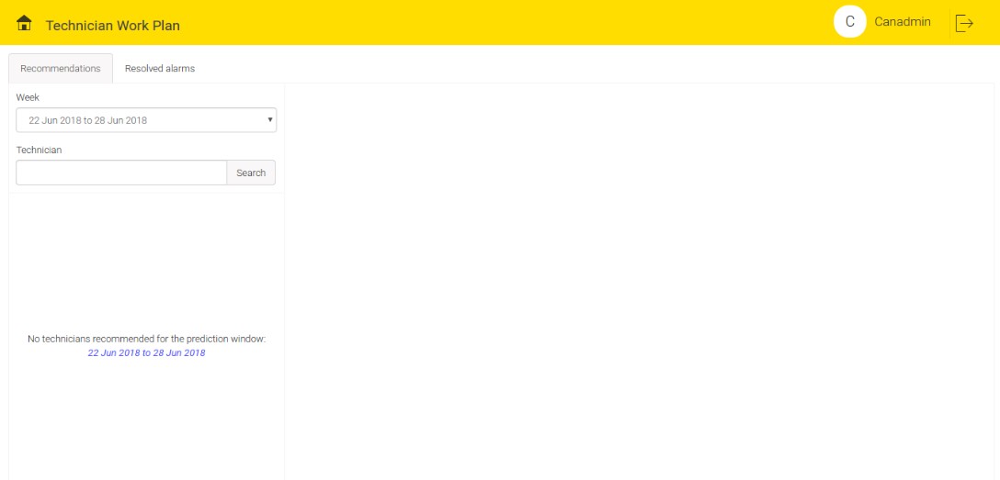 Technician Work Plan
C
Canadmin
Recommendations
Resolved alarms
Week
22 Jun 2018 to 28 Jun 2018
Technician
Search
No technicians recommended for the prediction window:
22 Jun 2018 to 28 Jun 2018